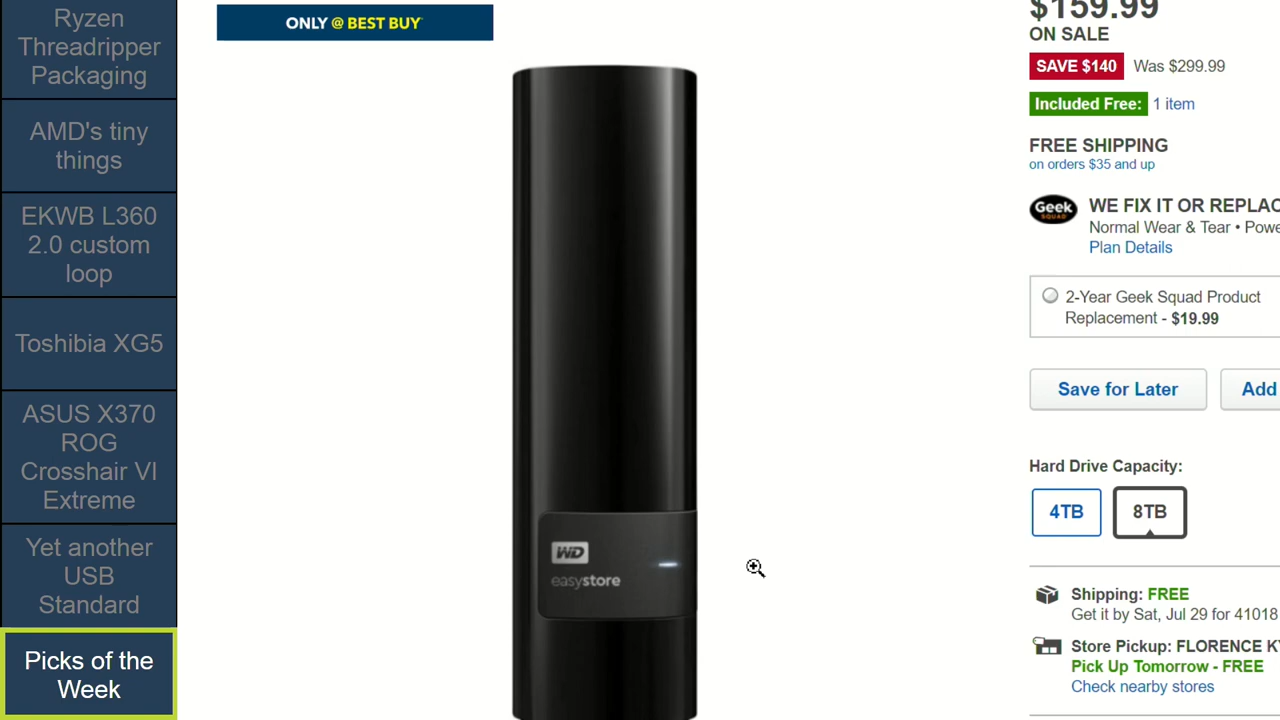 Ryzen
Threadripper
Packaging
AMD's tiny
things
EKWB L360
2.0 custom
loop
Toshibia XG5
ASUS X370
ROG
Crosshair VI
Extreme
Yet another
USB
Standard
Picks of the
Week
ONLY @ BEST BUY
WD
easystore
$159.99
ON SALE
SAVE $140 Was $299.99
Included Free: 1 item
FREE SHIPPING
on orders $35 and up
Geek
SQUAD
WE FIX IT OR REPLAC
Normal Wear & Tear • Powe
Plan Details
2-Year Geek Squad Product
Replacement - $19.99
Save for Later
Add
Hard Drive Capacity:
4TB
8TB
Shipping: FREE
Get it by Sat, Jul 29 for 41018
Store Pickup: FLORENCE KY
Pick Up Tomorrow - FREE
Check nearby stores